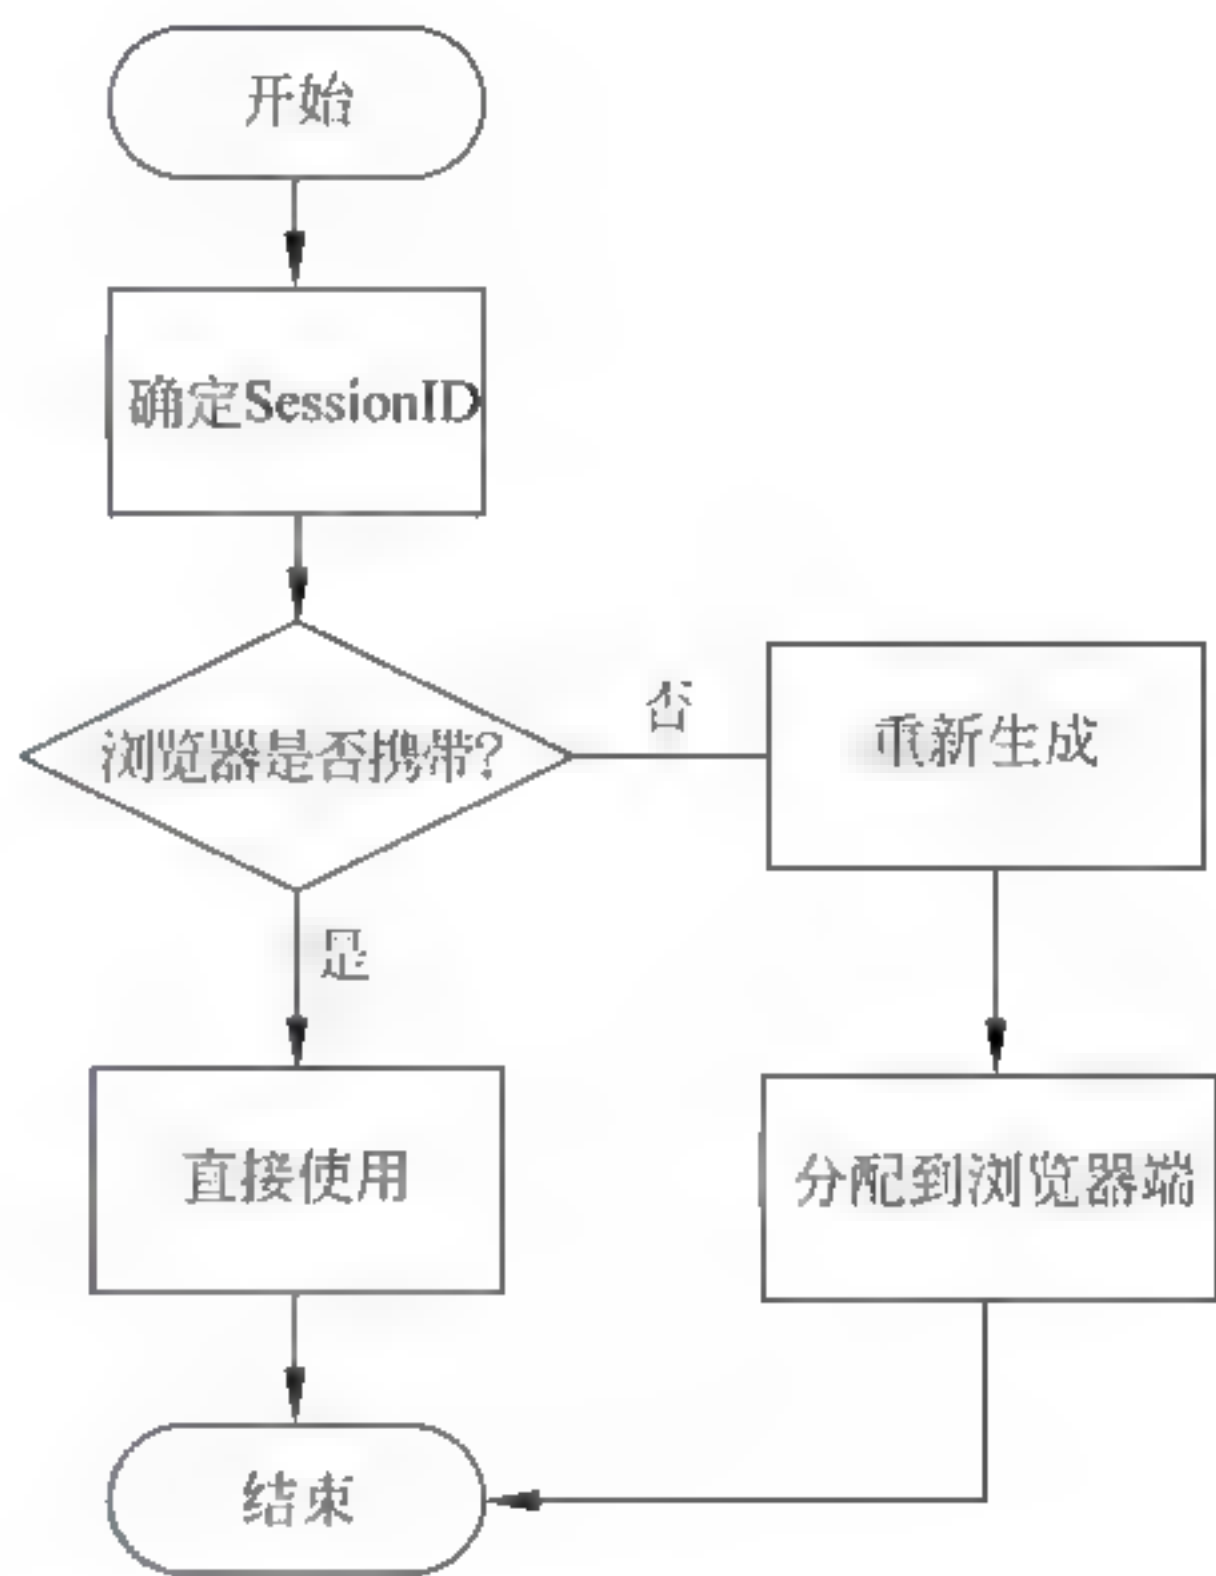 开始
确定SessionID
浏览器是否携带?
否
重新生成
是
直接使用
分配到浏览器端
结束